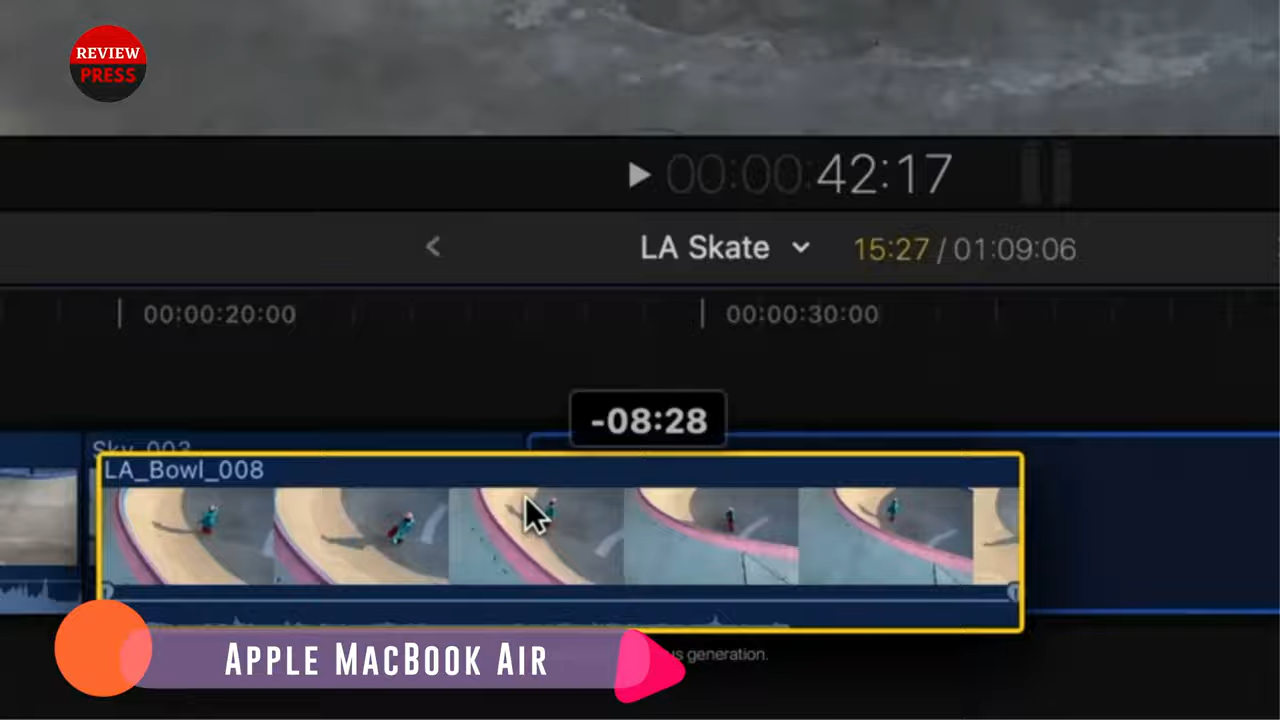 REVIEW
PRESS
00:00:42:17
LA Skate 15:27 / 01:09:06
00:00:20:00 00:00:30:00
-08:28
Sky_003
LA_Bowl_008
generation.
APPLE MACBOOK AIR